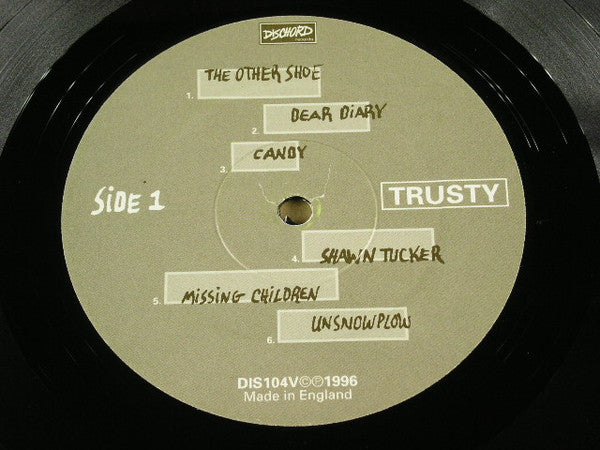 DISCHORD
1. THE OTHER SHOE
2. DEAR DIARY
3. CANDY
SiDE 1
TRUSTY
4. SHAWN TUCKER
5. MISSING CHILDREN
6. UNSNOWPLOW
DIS104V©℗1996
Made in England